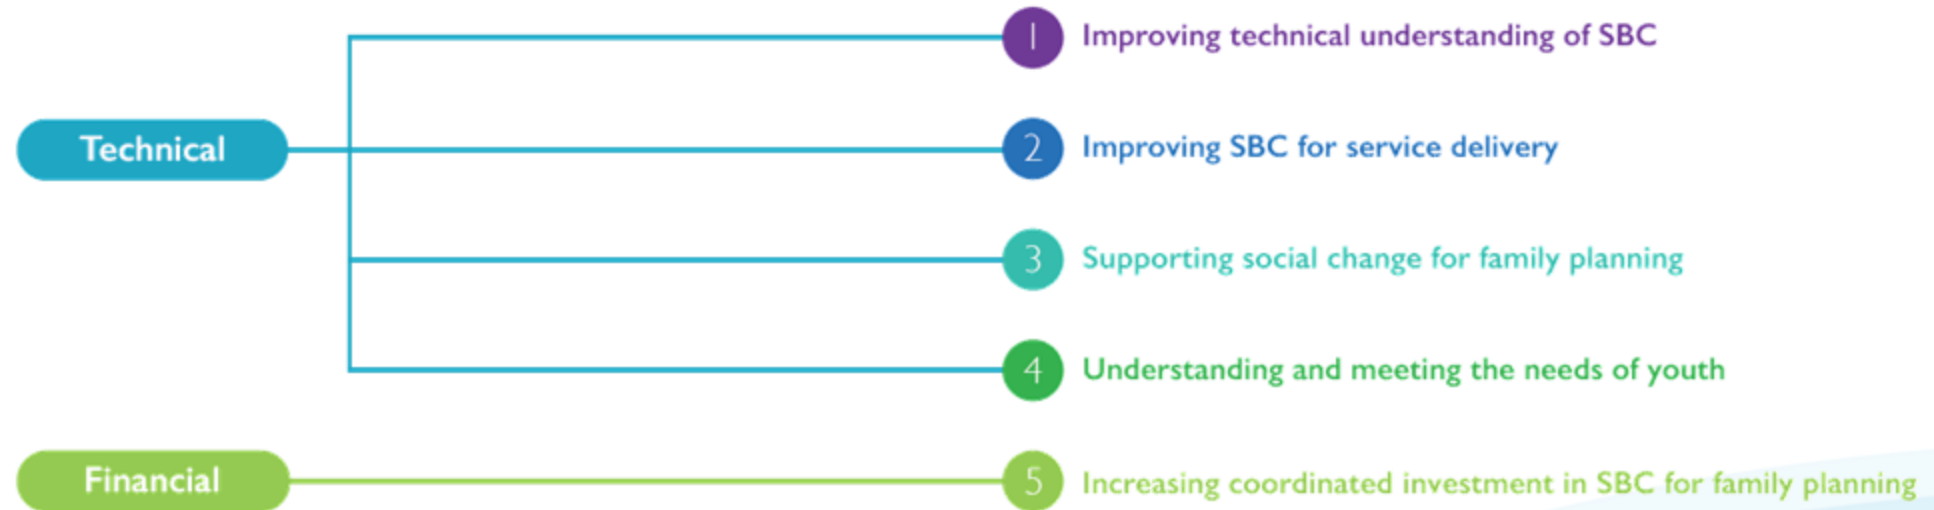 1 Improving technical understanding of SBC
Technical
2 Improving SBC for service delivery
3 Supporting social change for family planning
4 Understanding and meeting the needs of youth
Financial
5 Increasing coordinated investment in SBC for family planning